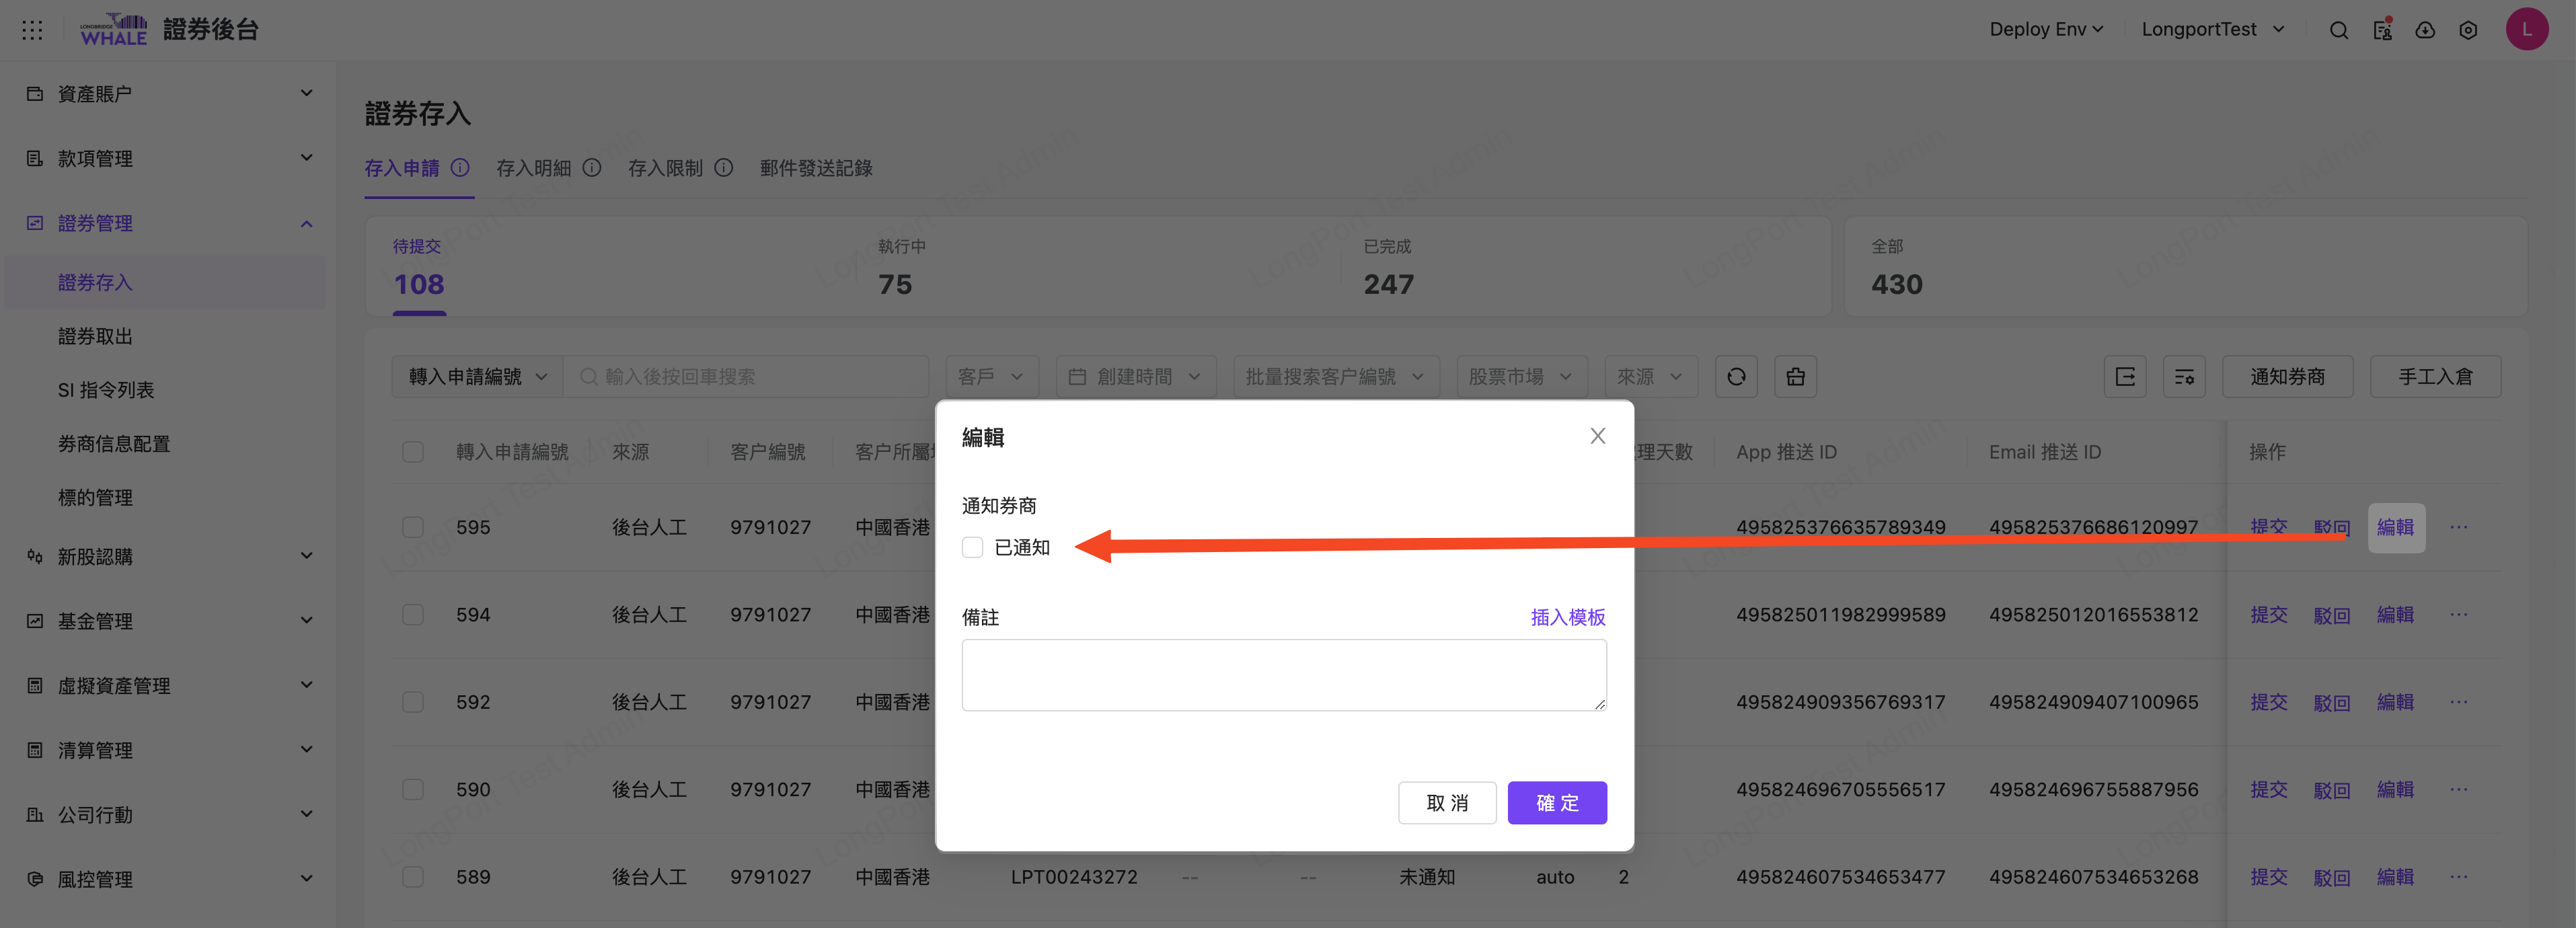 LONGBRIDGE
WHALE
證券後台
Deploy Env
LongportTest
L
資產賬户
款項管理
證券管理
證券存入
證券取出
SI 指令列表
券商信息配置
標的管理
新股認購
基金管理
虛擬資產管理
清算管理
公司行動
風控管理
證券存入
存入申請 存入明細 存入限制 郵件發送記錄
待提交 執行中 已完成 全部
108 75 247 430
轉入申請編號 輸入後按回車搜索 客戶 創建時間 批量搜索客户編號 股票市場 來源 通知券商 手工入倉
轉入申請編號 來源 客户編號 客户所屬 理天數 App 推送 ID Email 推送 ID 操作
595 後台人工 9791027 中國香港 495825376635789349 495825376686120997 提交 駁回 編輯 ...
594 後台人工 9791027 中國香港 495825011982999589 495825012016553812 提交 駁回 編輯 ...
592 後台人工 9791027 中國香港 495824909356769317 495824909407100965 提交 駁回 編輯 ...
590 後台人工 9791027 中國香港 495824696705556517 495824696755887956 提交 駁回 編輯 ...
589 後台人工 9791027 中國香港 LPT00243272 -- -- 未通知 auto 2 495824607534653477 495824607534653268 提交 駁回 編輯 ...
編輯
通知券商
已通知
備註 插入模板
取 消 確 定
LongPort Test Admin